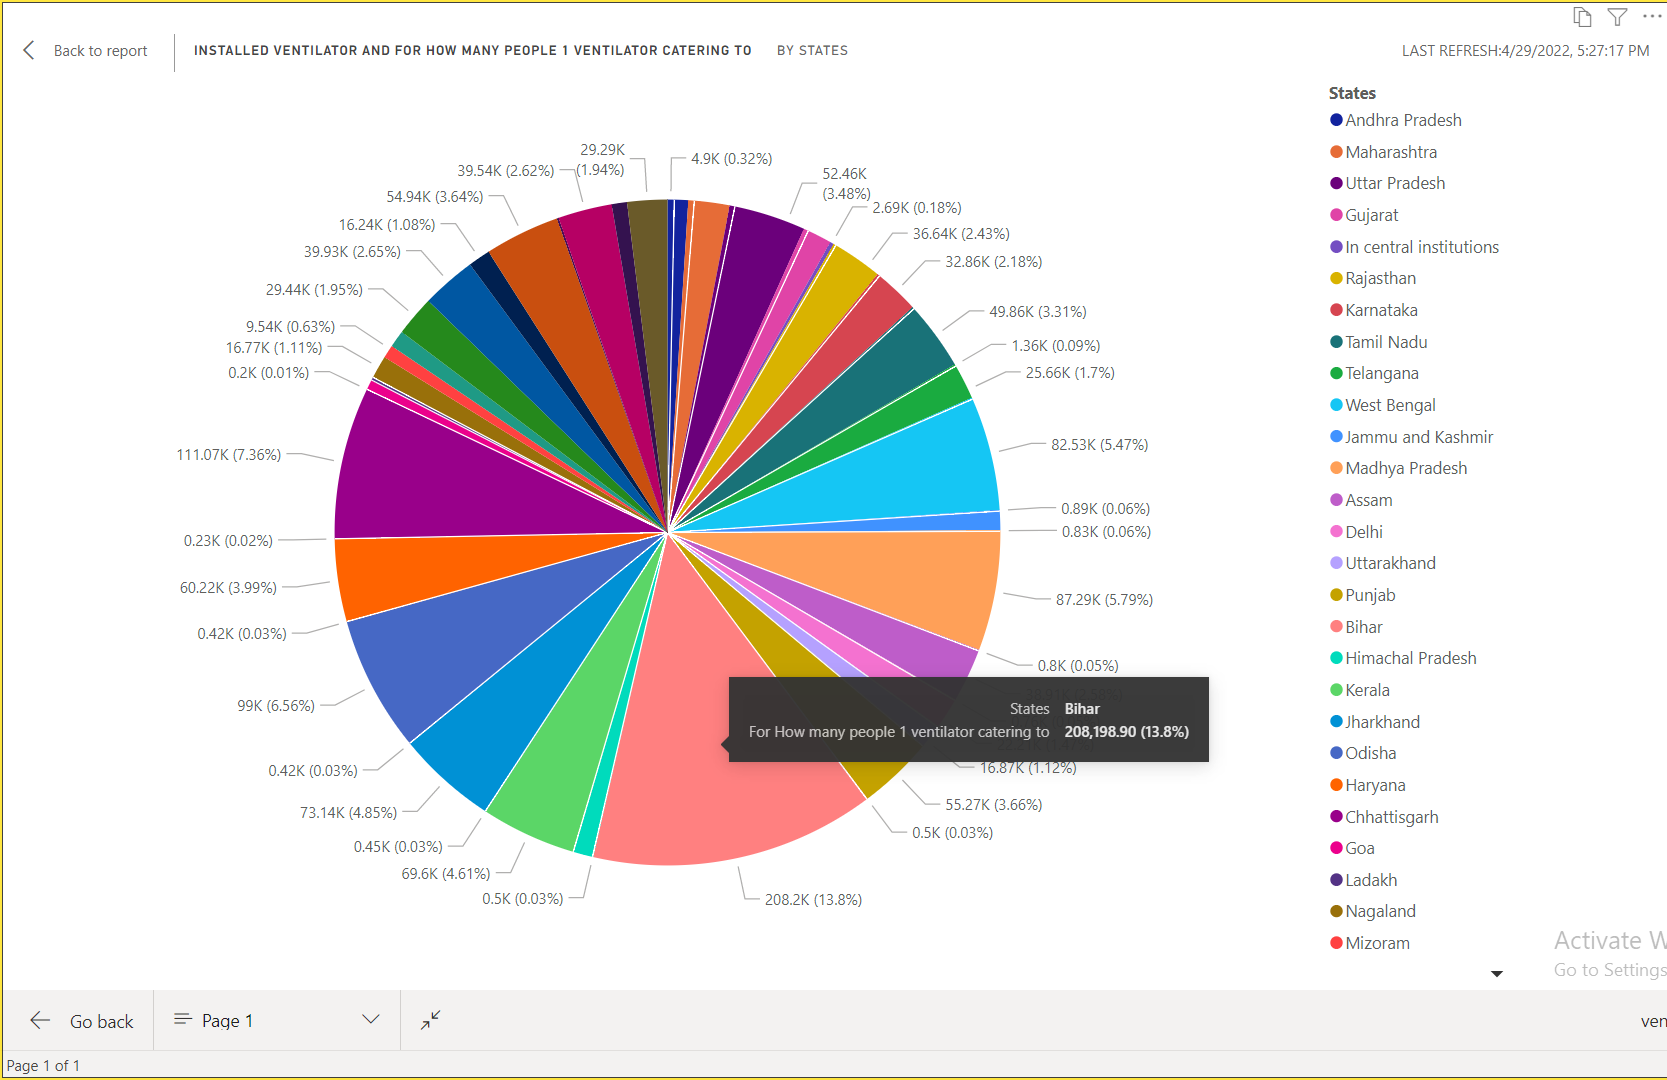 Back to report
INSTALLED VENTILATOR AND FOR HOW MANY PEOPLE 1 VENTILATOR CATERING TO BY STATES
LAST REFRESH:4/29/2022, 5:27:17 PM
29.29K
(1.94%)
4.9K (0.32%)
39.54K (2.62%)
52.46K
(3.48%)
54.94K (3.64%)
2.69K (0.18%)
16.24K (1.08%)
36.64K (2.43%)
39.93K (2.65%)
32.86K (2.18%)
29.44K (1.95%)
49.86K (3.31%)
9.54K (0.63%)
1.36K (0.09%)
16.77K (1.11%)
0.2K (0.01%)
25.66K (1.7%)
82.53K (5.47%)
111.07K (7.36%)
0.89K (0.06%)
0.83K (0.06%)
0.23K (0.02%)
60.22K (3.99%)
87.29K (5.79%)
0.42K (0.03%)
0.8K (0.05%)
99K (6.56%)
States Bihar
For How many people 1 ventilator catering to 208,198.90 (13.8%)
16.87K (1.12%)
0.42K (0.03%)
55.27K (3.66%)
73.14K (4.85%)
0.5K (0.03%)
0.45K (0.03%)
69.6K (4.61%)
0.5K (0.03%)
208.2K (13.8%)
States
Andhra Pradesh
Maharashtra
Uttar Pradesh
Gujarat
In central institutions
Rajasthan
Karnataka
Tamil Nadu
Telangana
West Bengal
Jammu and Kashmir
Madhya Pradesh
Assam
Delhi
Uttarakhand
Punjab
Bihar
Himachal Pradesh
Kerala
Jharkhand
Odisha
Haryana
Chhattisgarh
Goa
Ladakh
Nagaland
Mizoram
Activate W
Go to Settings
Go back
Page 1
ven
Page 1 of 1